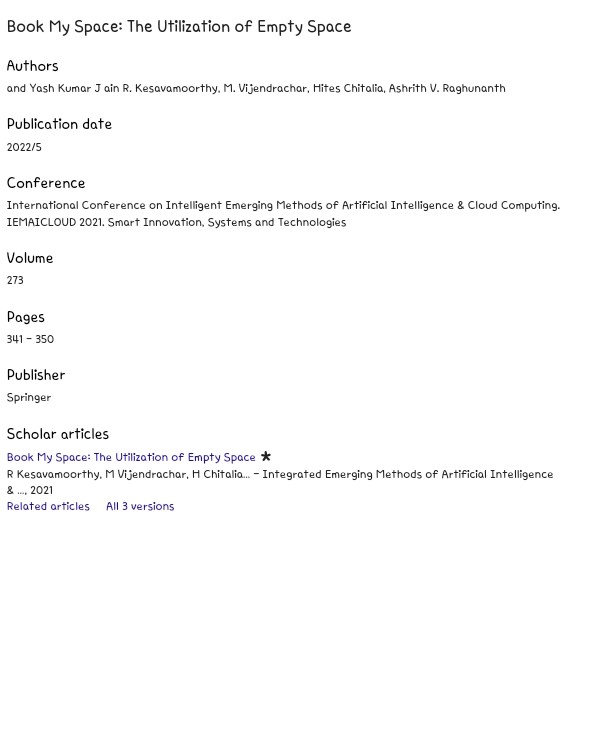 Book My Space: The Utilization of Empty Space
Authors
and Yash Kumar J ain R. Kesavamoorthy, M. Vijendrachar, Hites Chitalia, Ashrith V. Raghunanth
Publication date
2022/5
Conference
International Conference on Intelligent Emerging Methods of Artificial Intelligence & Cloud Computing.
IEMAICLOUD 2021. Smart Innovation, Systems and Technologies
Volume
273
Pages
341 - 350
Publisher
Springer
Scholar articles
Book My Space: The Utilization of Empty Space *
R Kesavamoorthy, M Vijendrachar, H Chitalia... - Integrated Emerging Methods of Artificial Intelligence
& ..., 2021
Related articles All 3 versions